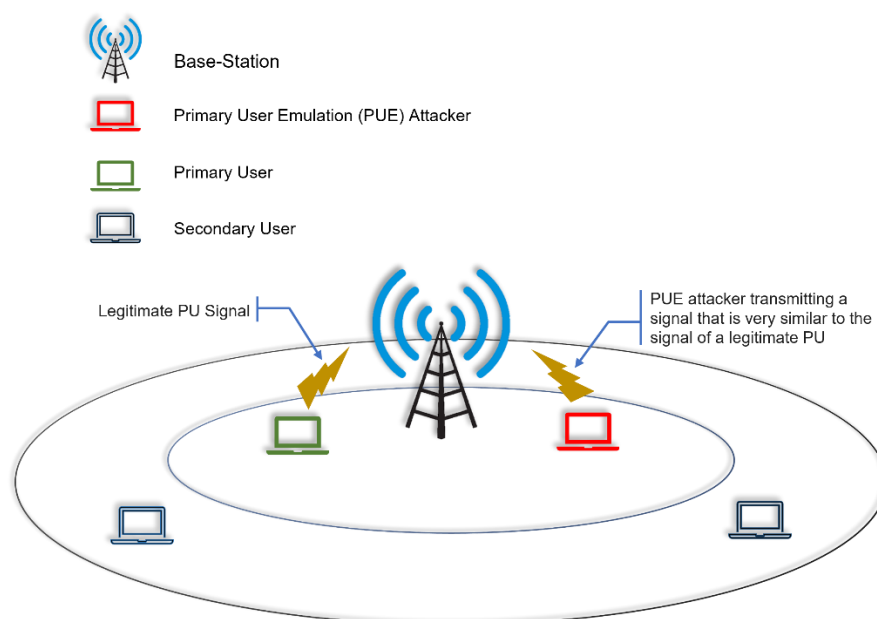 Base-Station
Primary User Emulation (PUE) Attacker
Primary User
Secondary User
Legitimate PU Signal
PUE attacker transmitting a
signal that is very similar to the
signal of a legitimate PU